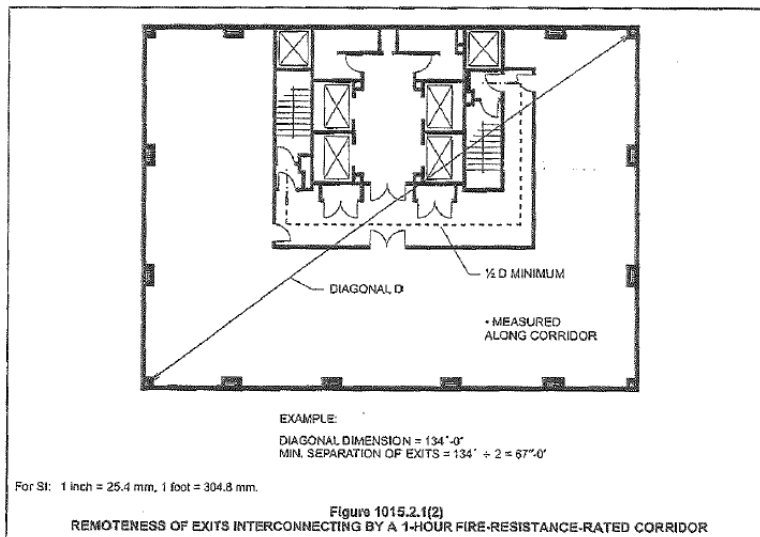 ½ D MINIMUM
DIAGONAL D
• MEASURED
ALONG CORRIDOR
EXAMPLE:
DIAGONAL DIMENSION = 134'-0"
MIN. SEPARATION OF EXITS = 134' ÷ 2 = 67'-0"
For SI: 1 inch = 25.4 mm, 1 foot = 304.8 mm.
Figure 1015.2.1(2)
REMOTENESS OF EXITS INTERCONNECTING BY A 1-HOUR FIRE-RESISTANCE-RATED CORRIDOR